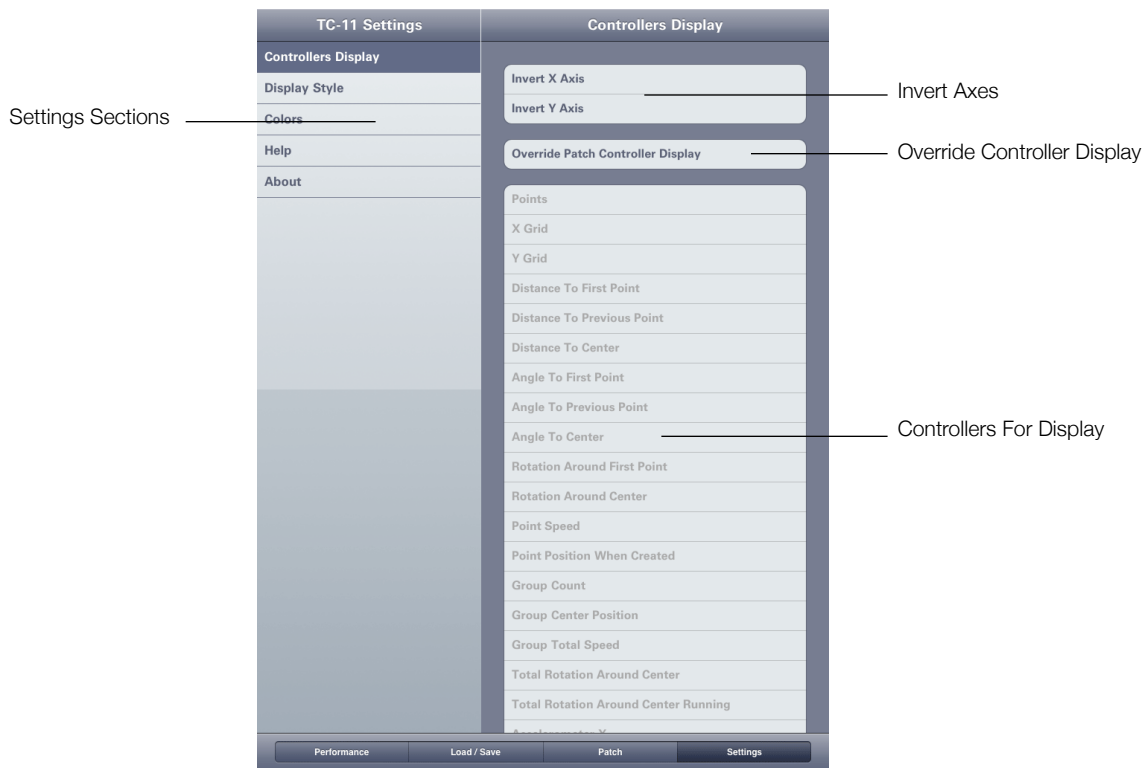 TC-11 Settings
Controllers Display
Controllers Display
Display Style
Colors
Help
About
Settings Sections
Invert X Axis
Invert Y Axis
Override Patch Controller Display
Points
X Grid
Y Grid
Distance To First Point
Distance To Previous Point
Distance To Center
Angle To First Point
Angle To Previous Point
Angle To Center
Rotation Around First Point
Rotation Around Center
Point Speed
Point Position When Created
Group Count
Group Center Position
Group Total Speed
Total Rotation Around Center
Total Rotation Around Center Running
Accelerometer X
Invert Axes
Override Controller Display
Controllers For Display
Performance
Load / Save
Patch
Settings